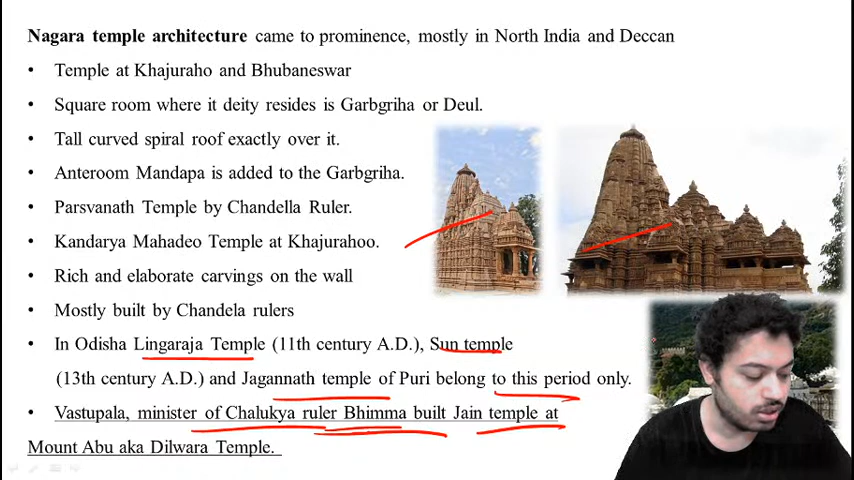 Nagara temple architecture came to prominence, mostly in North India and Deccan
• Temple at Khajuraho and Bhubaneswar
• Square room where it deity resides is Garbgriha or Deul.
• Tall curved spiral roof exactly over it.
• Anteroom Mandapa is added to the Garbgriha.
• Parsvanath Temple by Chandella Ruler.
• Kandarya Mahadeo Temple at Khajurahoo.
• Rich and elaborate carvings on the wall
• Mostly built by Chandela rulers
• In Odisha Lingaraja Temple (11th century A.D.), Sun temple
(13th century A.D.) and Jagannath temple of Puri belong to this period only.
• Vastupala, minister of Chalukya ruler Bhimma built Jain temple at
Mount Abu aka Dilwara Temple.